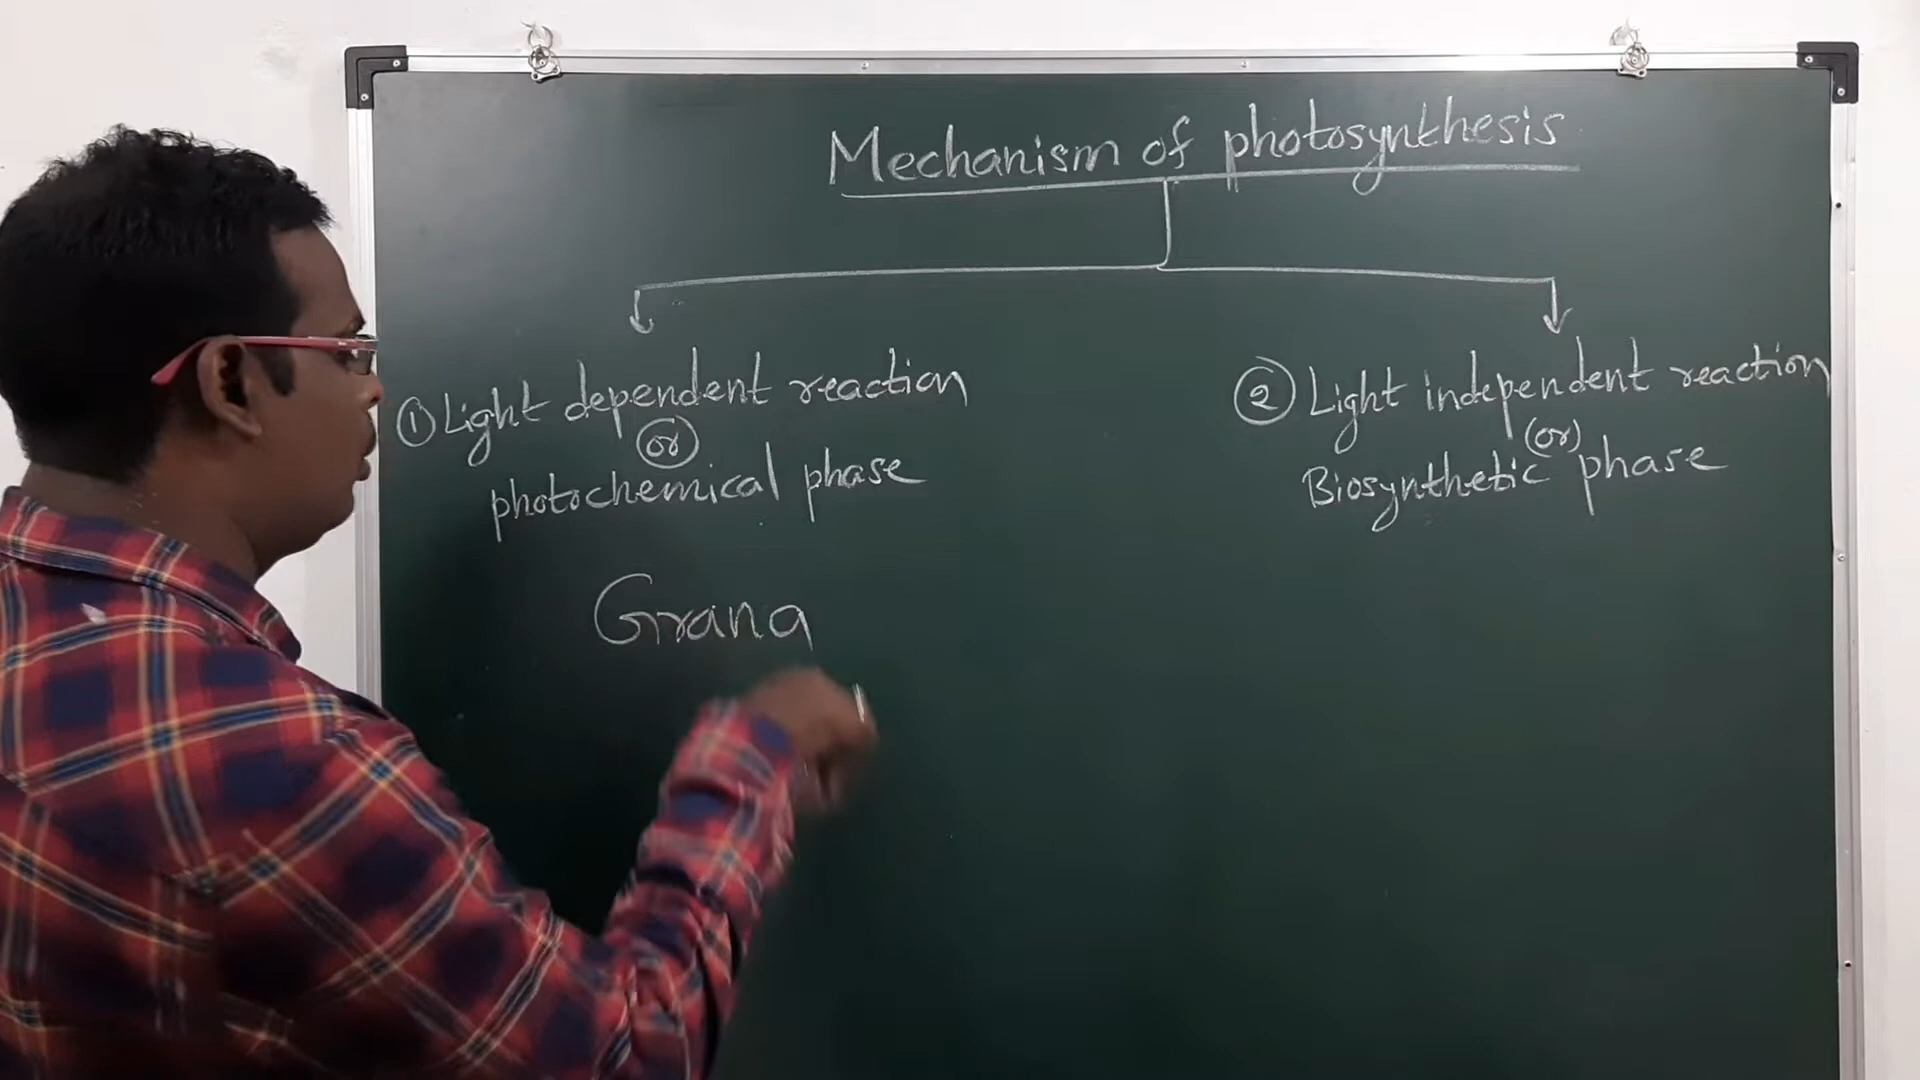 Mechanism of photosynthesis
① Light dependent reaction
or
photochemical phase
Grana
② Light independent reaction
(or)
Biosynthetic phase